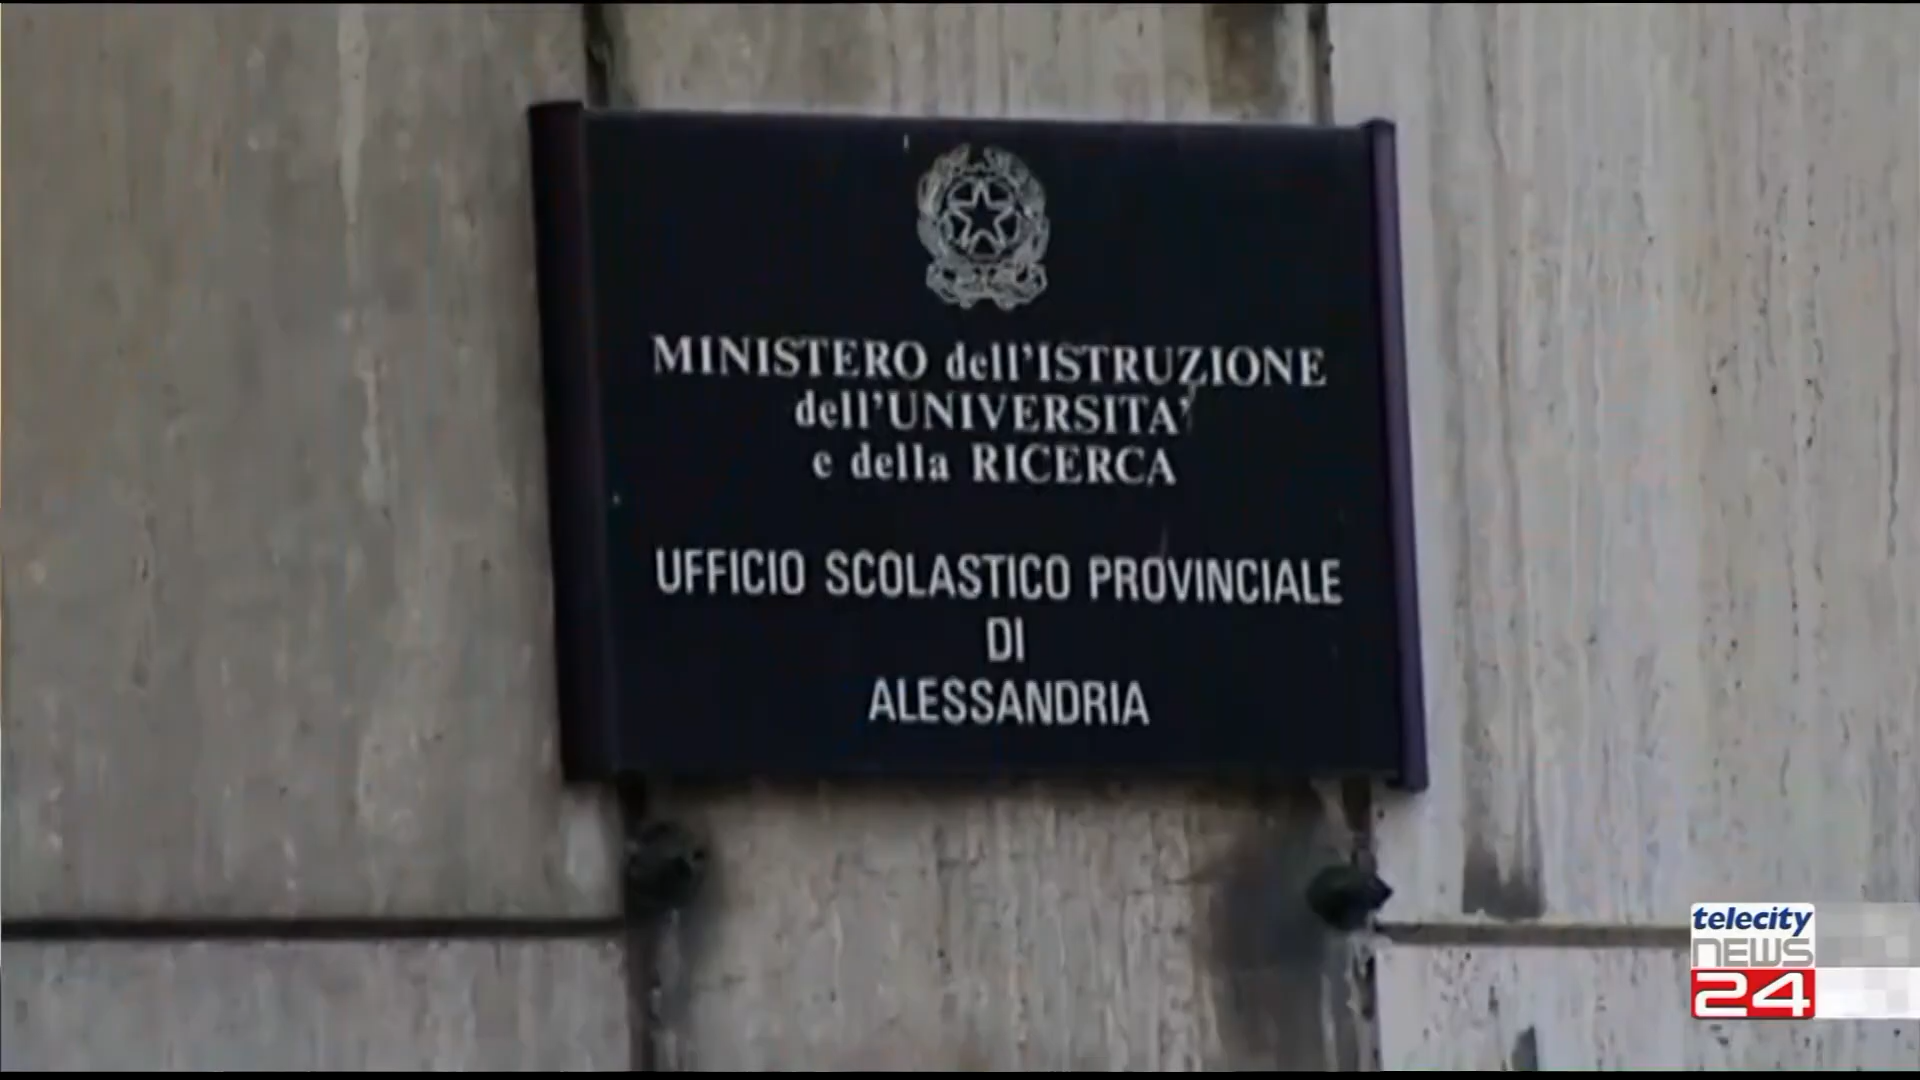 MINISTERO dell'ISTRUZIONE
dell'UNIVERSITA'
e della RICERCA
UFFICIO SCOLASTICO PROVINCIALE
DI
ALESSANDRIA
telecity
NEWS
24